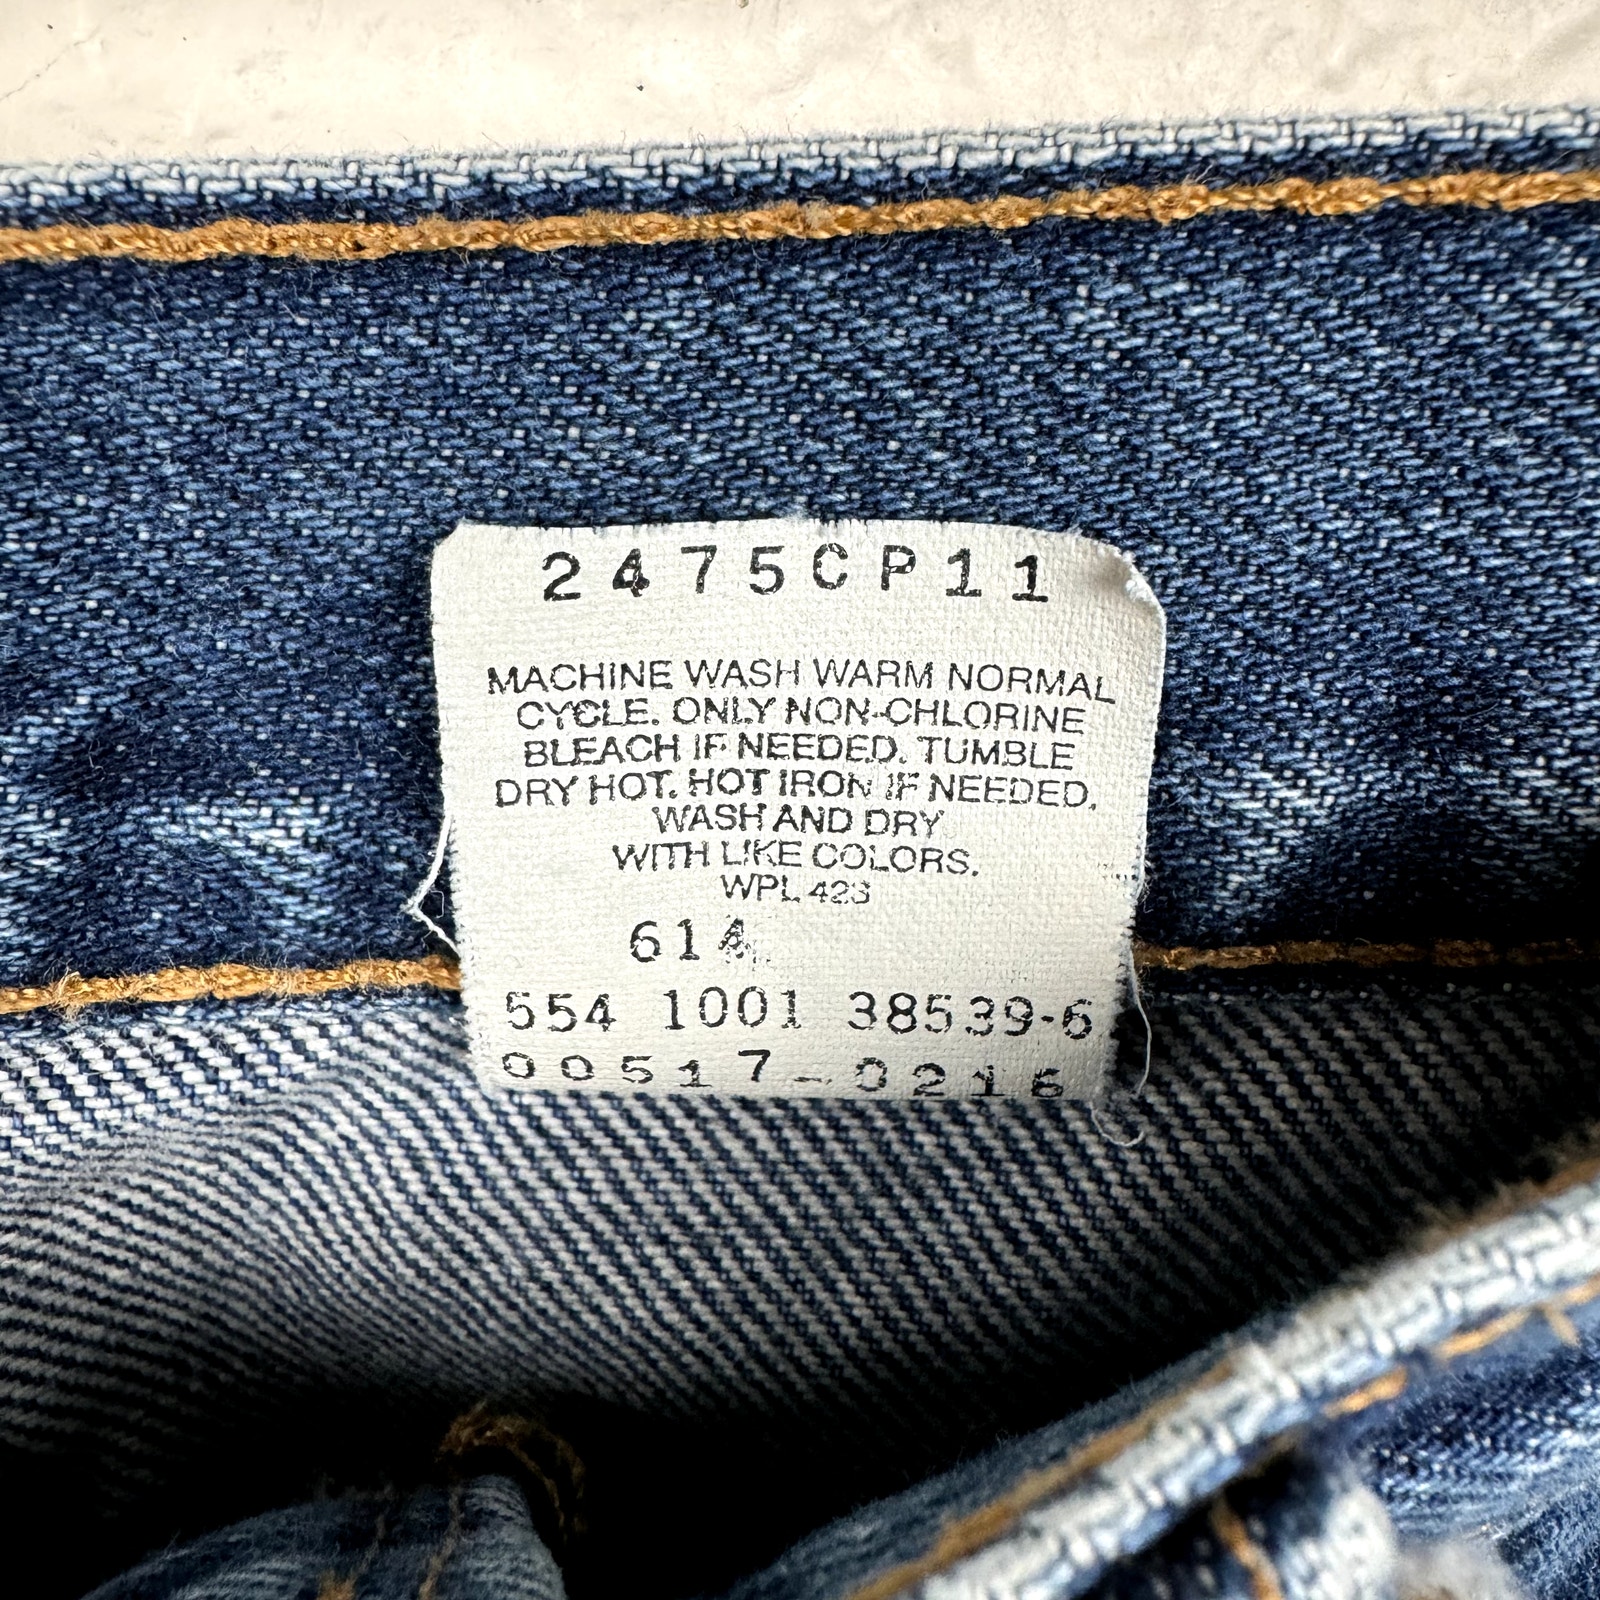 2475CP11
MACHINE WASH WARM NORMAL
CYCLE. ONLY NON-CHLORINE
BLEACH IF NEEDED. TUMBLE
DRY HOT. HOT IRON IF NEEDED.
WASH AND DRY
WITH LIKE COLORS.
WPL 423
614
554 1001 38539-6
00517-0216